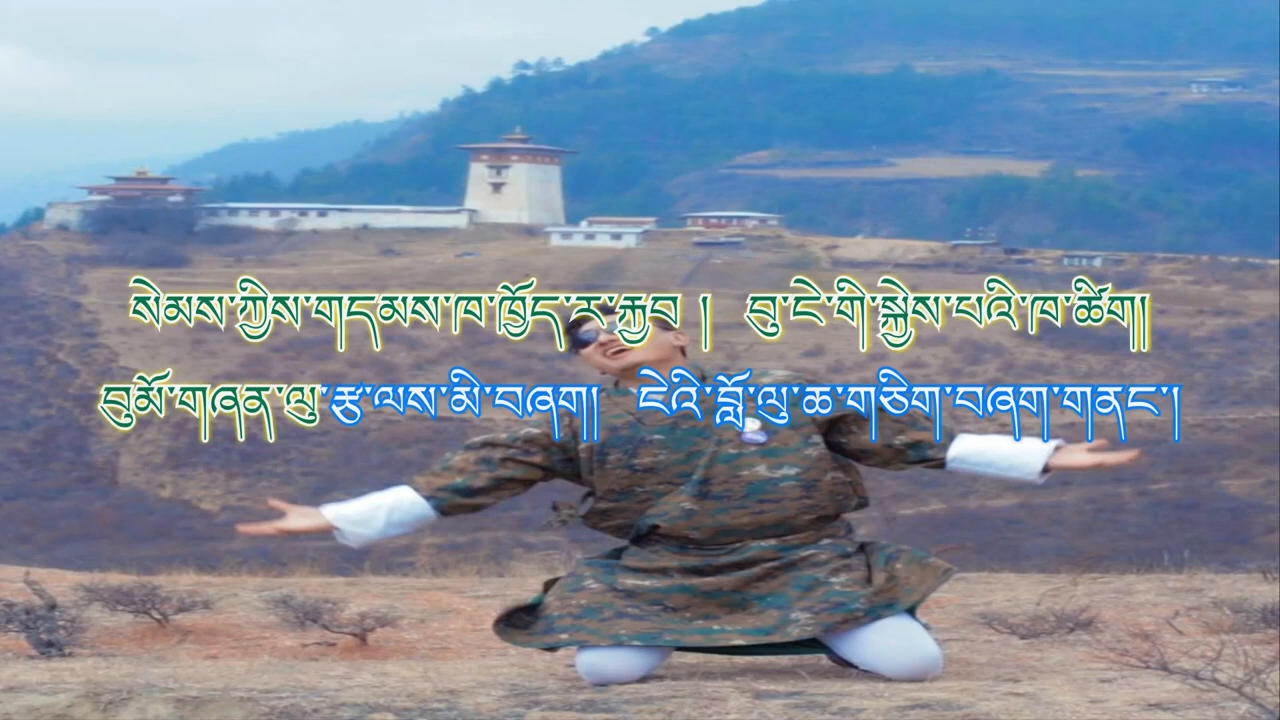 སེམས་ཀྱིས་གདམས་ཁ་ཁྱོད་ར་རྐྱབ །  བུ་ངེ་གི་སྐྱེས་པའི་ཁ་ཚིག།
བུམོ་གཞན་ལུ་རྩ་ལས་མི་བཞག།  ངེའི་བློ་ལུ་ཆ་གཅིག་བཞག་གནང་།